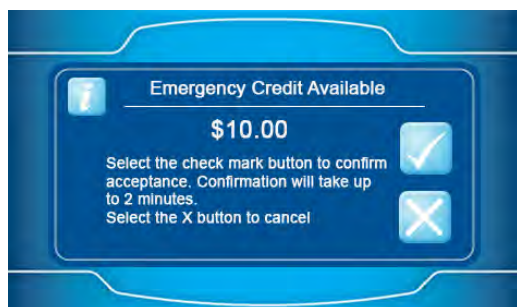 i
Emergency Credit Available
$10.00
Select the check mark button to confirm
acceptance. Confirmation will take up
to 2 minutes.
Select the X button to cancel